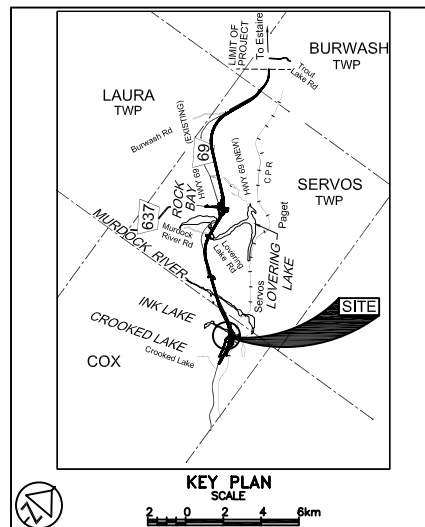 To Estaire
LIMIT OF
PROJECT
BURWASH
TWP
Trout
Lake Rd
LAURA
TWP
Burwash Rd
HWY 69 (EXISTING)
69
HWY 69 (NEW)
C P R
SERVOS
TWP
637
ROCK
BAY
Murdock
River Rd
Paget
Lovering
Lake Rd
LOVERING
LAKE
MURDOCK RIVER
Servos
INK LAKE
SITE
CROOKED LAKE
Crooked Lake
COX
N
KEY PLAN
SCALE
2 0 2 4 6km